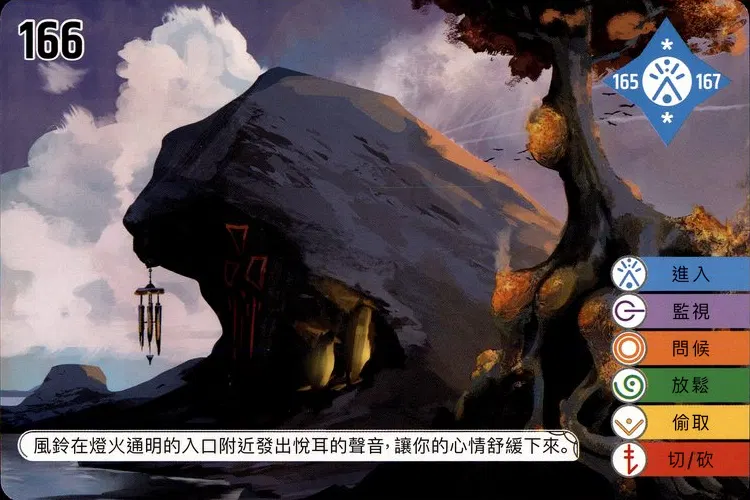 166
*
165 167
*
進入
監視
問候
放鬆
偷取
切/砍
風鈴在燈火通明的入口附近發出悅耳的聲音,讓你的心情舒緩下來。